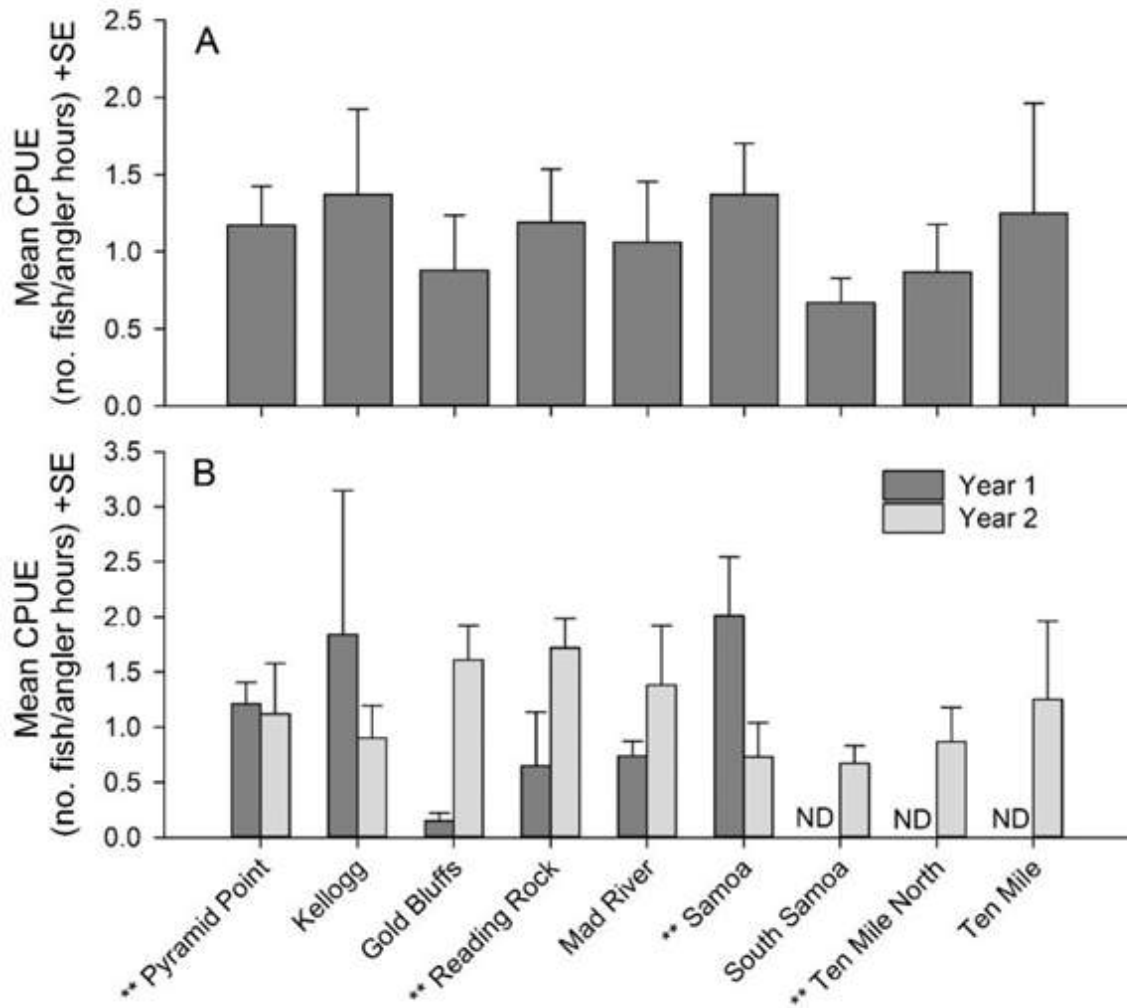 A
Mean CPUE
(no. fish/angler hours) +SE
2.5
2.0
1.5
1.0
0.5
0.0
B
Mean CPUE
(no. fish/angler hours) +SE
3.5
3.0
2.5
2.0
1.5
1.0
0.5
0.0
Year 1
Year 2
ND
ND
ND
** Pyramid Point
Kellogg
Gold Bluffs
** Reading Rock
Mad River
** Samoa
South Samoa
** Ten Mile North
Ten Mile